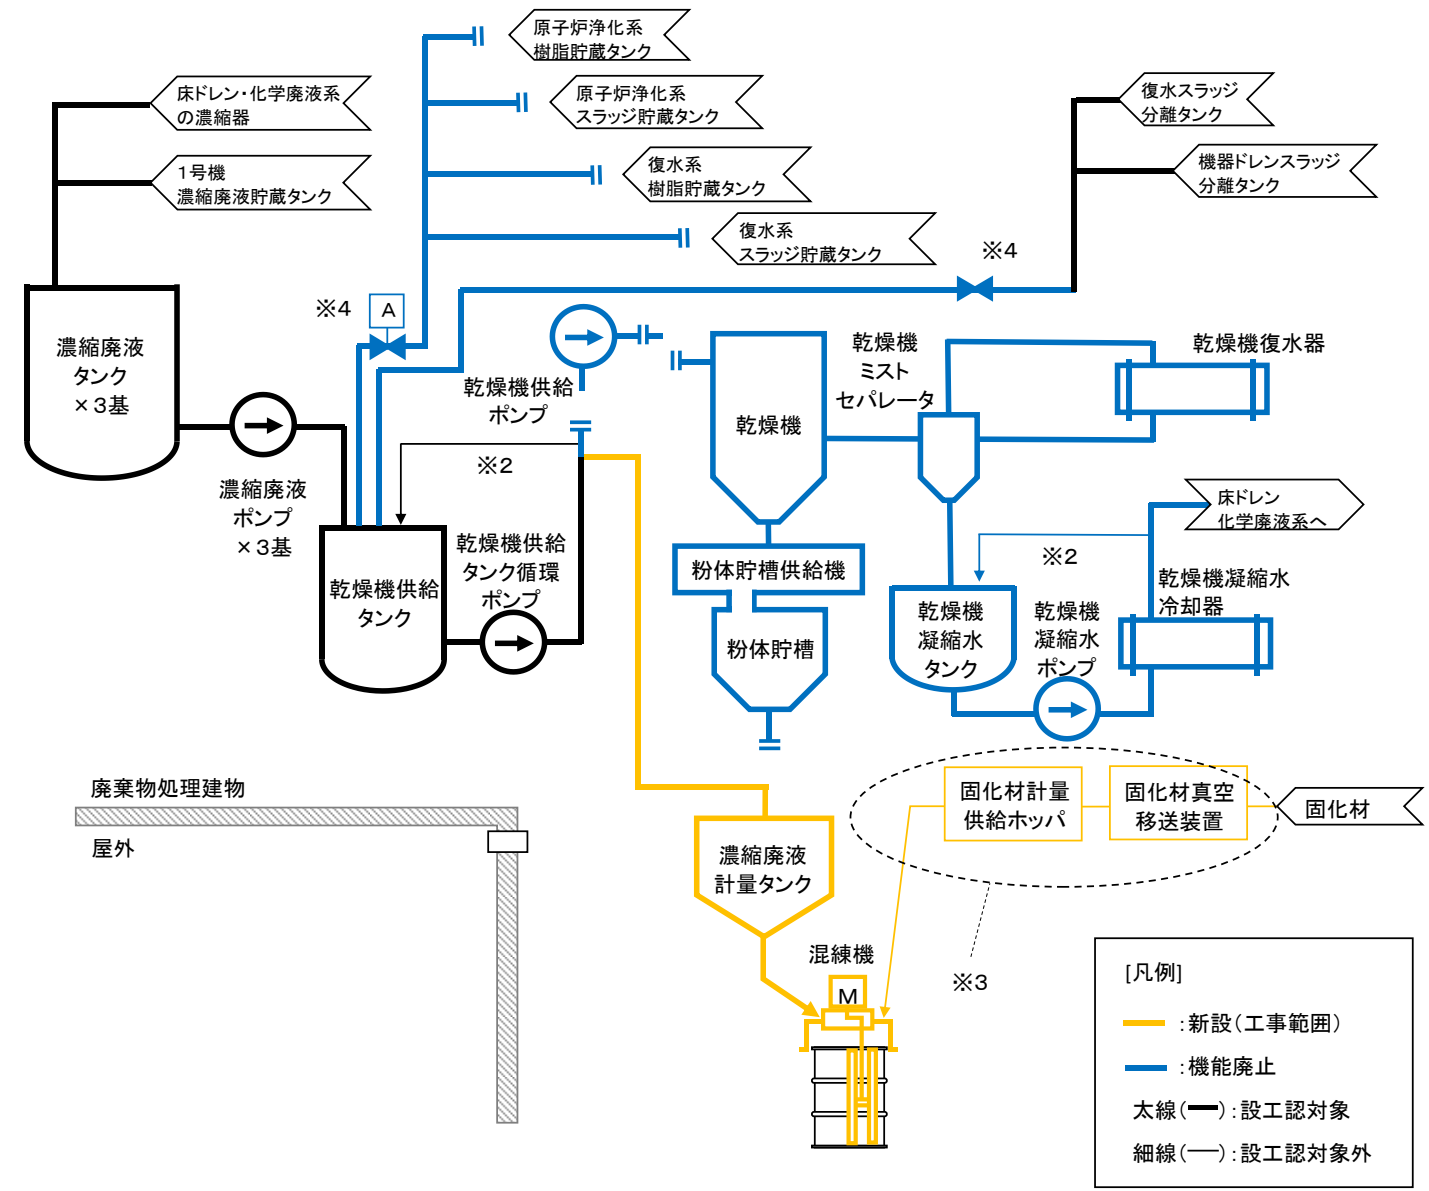 原子炉浄化系
樹脂貯蔵タンク
床ドレン・化学廃液系
の濃縮器
原子炉浄化系
スラッジ貯蔵タンク
復水スラッジ
分離タンク
1号機
濃縮廃液貯蔵タンク
復水系
樹脂貯蔵タンク
機器ドレンスラッジ
分離タンク
復水系
スラッジ貯蔵タンク
※4
※4
A
濃縮廃液
タンク
×3基
乾燥機供給
ポンプ
乾燥機
乾燥機
ミスト
セパレータ
乾燥機復水器
※2
濃縮廃液
ポンプ
×3基
床ドレン
化学廃液系へ
乾燥機供給
タンク循環
ポンプ
※2
乾燥機供給
タンク
粉体貯槽供給機
粉体貯槽
乾燥機
凝縮水
タンク
乾燥機
凝縮水
ポンプ
乾燥機凝縮水
冷却器
廃棄物処理建物
屋外
固化材計量
供給ホッパ
固化材真空
移送装置
固化材
濃縮廃液
計量タンク
混練機
M
※3
[凡例]
:新設(工事範囲)
:機能廃止
太線( ):設工認対象
細線( ):設工認対象外